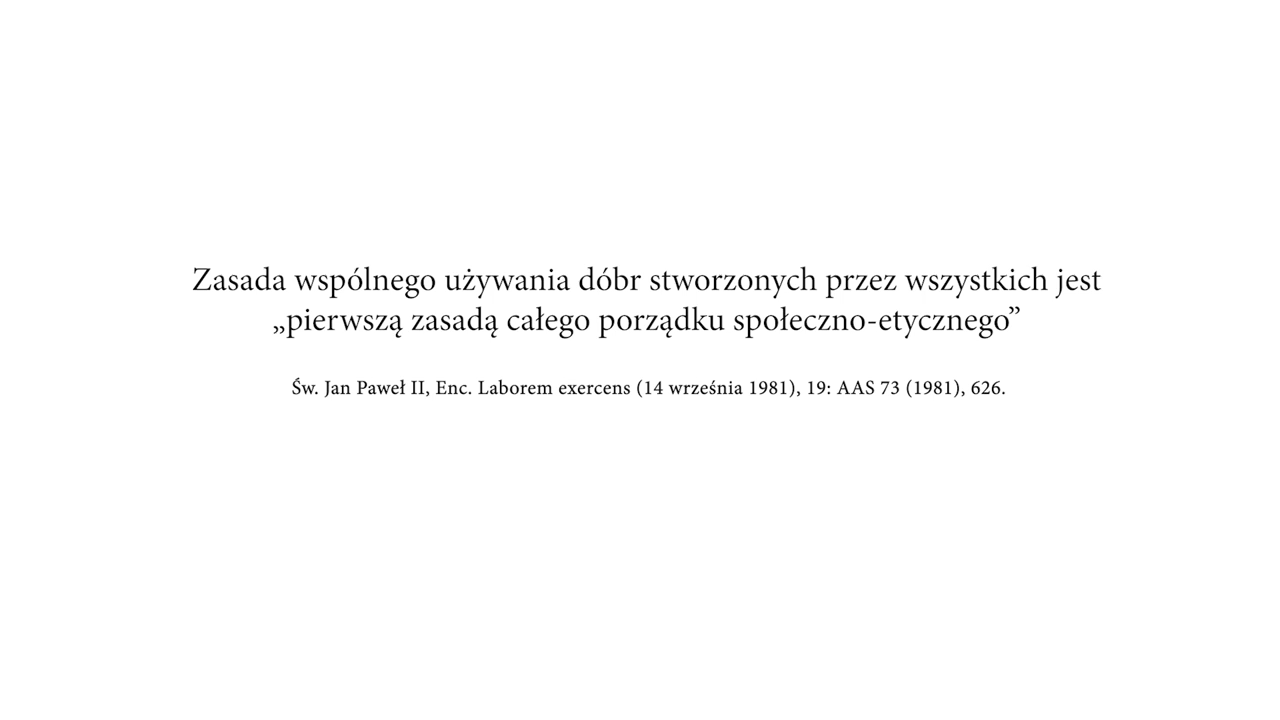 Zasada wspólnego używania dóbr stworzonych przez wszystkich jest
„pierwszą zasadą całego porządku społeczno-etycznego”
Św. Jan Paweł II, Enc. Laborem exercens (14 września 1981), 19: AAS 73 (1981), 626.